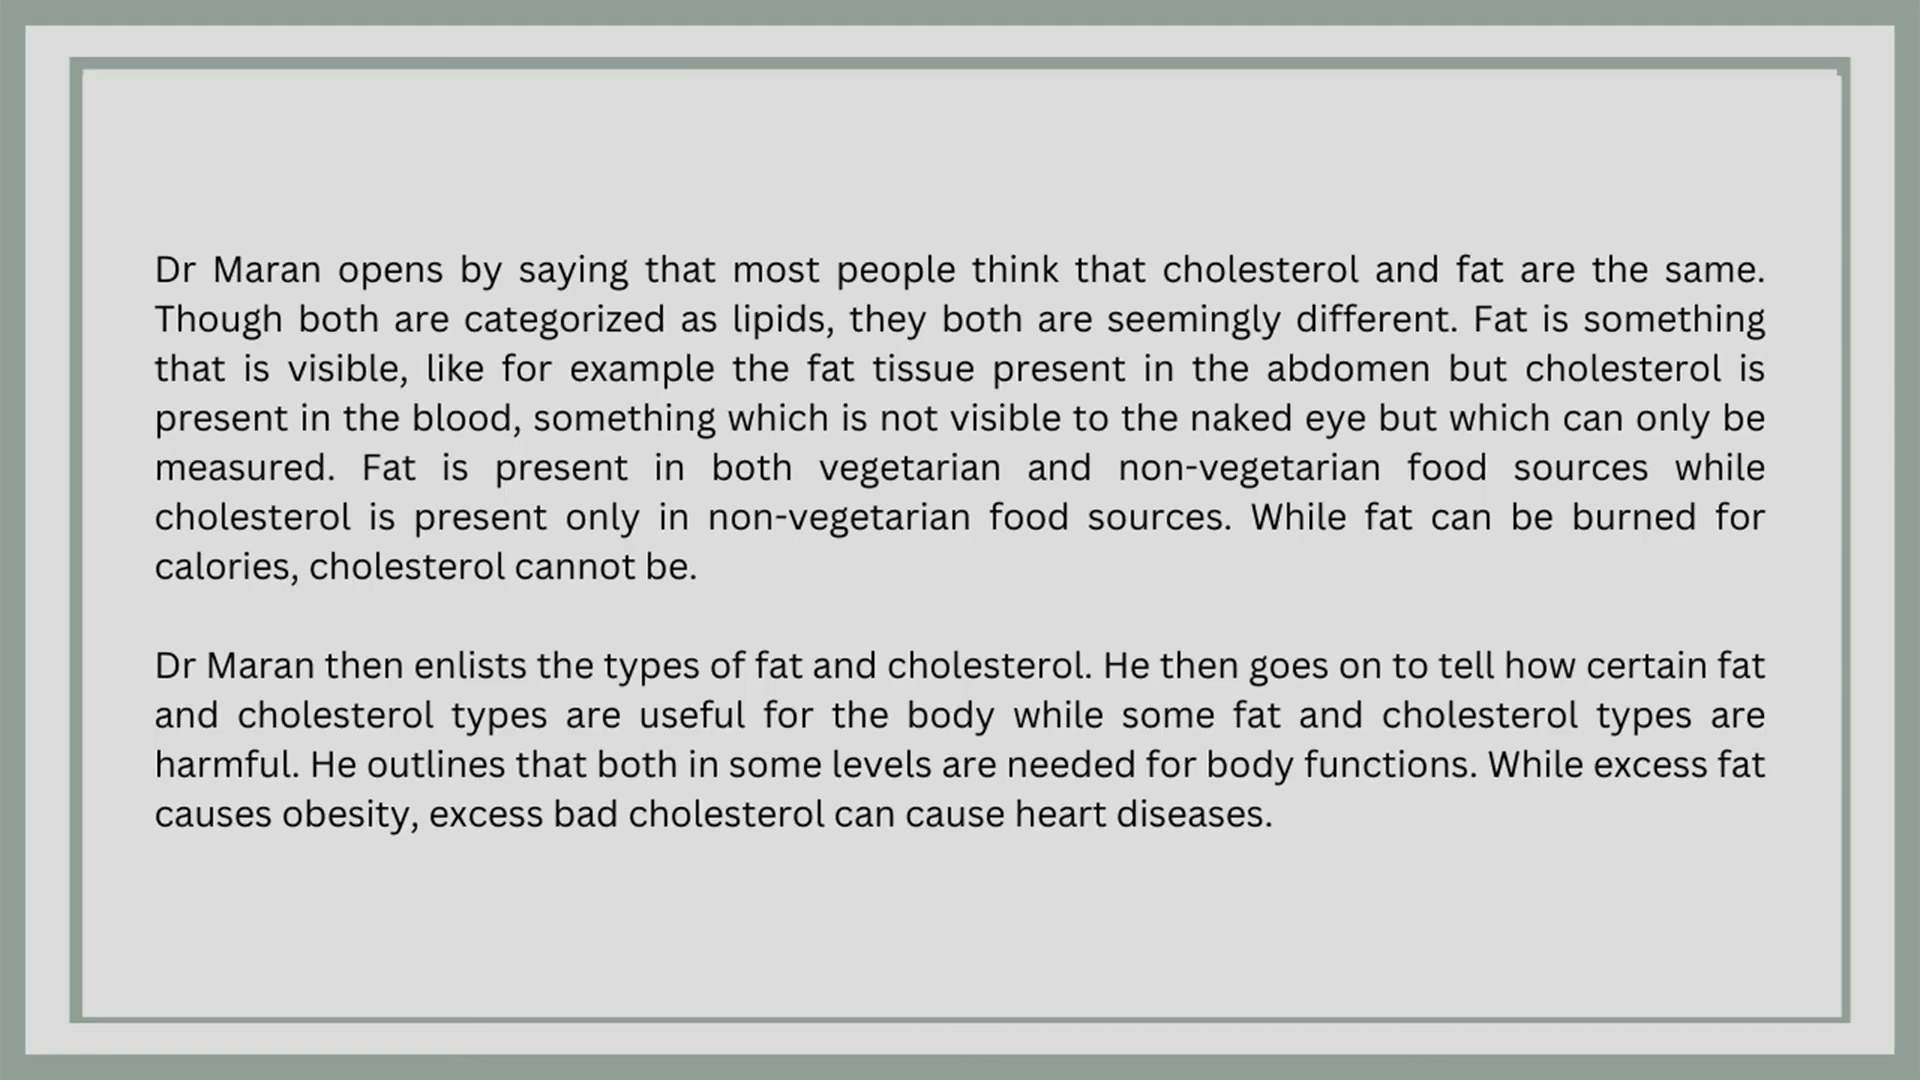 Dr Maran opens by saying that most people think that cholesterol and fat are the same.
Though both are categorized as lipids, they both are seemingly different. Fat is something
that is visible, like for example the fat tissue present in the abdomen but cholesterol is
present in the blood, something which is not visible to the naked eye but which can only be
measured. Fat is present in both vegetarian and non-vegetarian food sources while
cholesterol is present only in non-vegetarian food sources. While fat can be burned for
calories, cholesterol cannot be.
Dr Maran then enlists the types of fat and cholesterol. He then goes on to tell how certain fat
and cholesterol types are useful for the body while some fat and cholesterol types are
harmful. He outlines that both in some levels are needed for body functions. While excess fat
causes obesity, excess bad cholesterol can cause heart diseases.